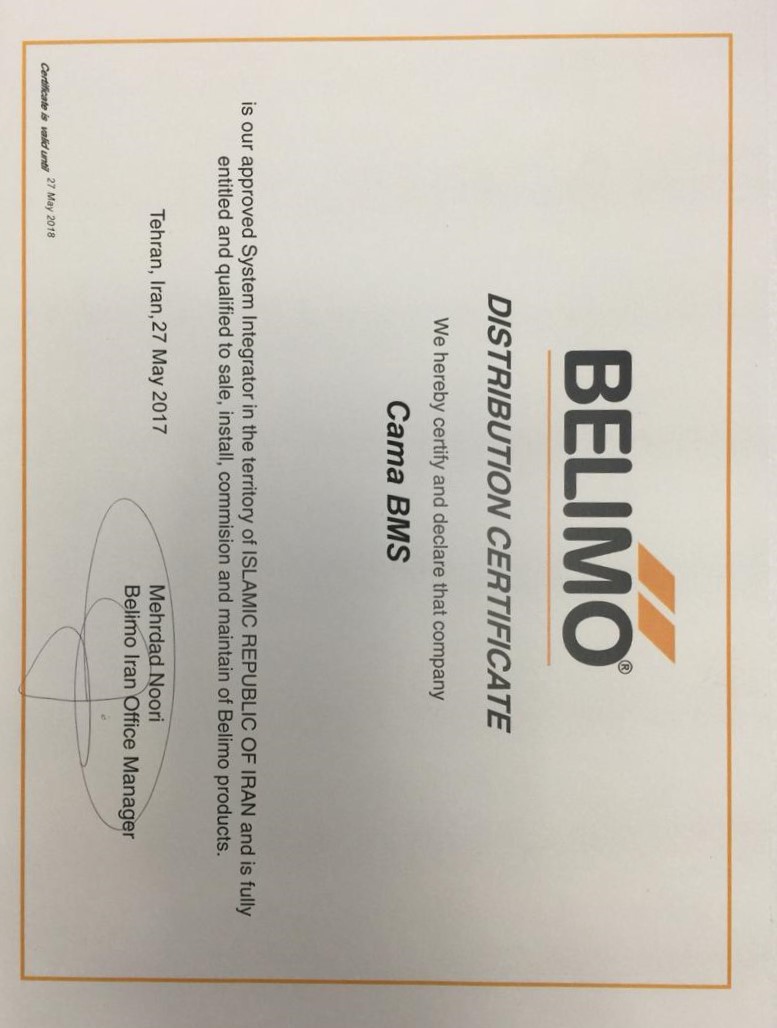 BELIMO®
DISTRIBUTION CERTIFICATE
We hereby certify and declare that company
Cama BMS
is our approved System Integrator in the territory of ISLAMIC REPUBLIC OF IRAN and is fully
entitled and qualified to sale, install, commision and maintain of Belimo products.
Tehran, Iran,27 May 2017
Mehrdad Noori
Belimo Iran Office Manager
Certificate is valid until 27 May 2018